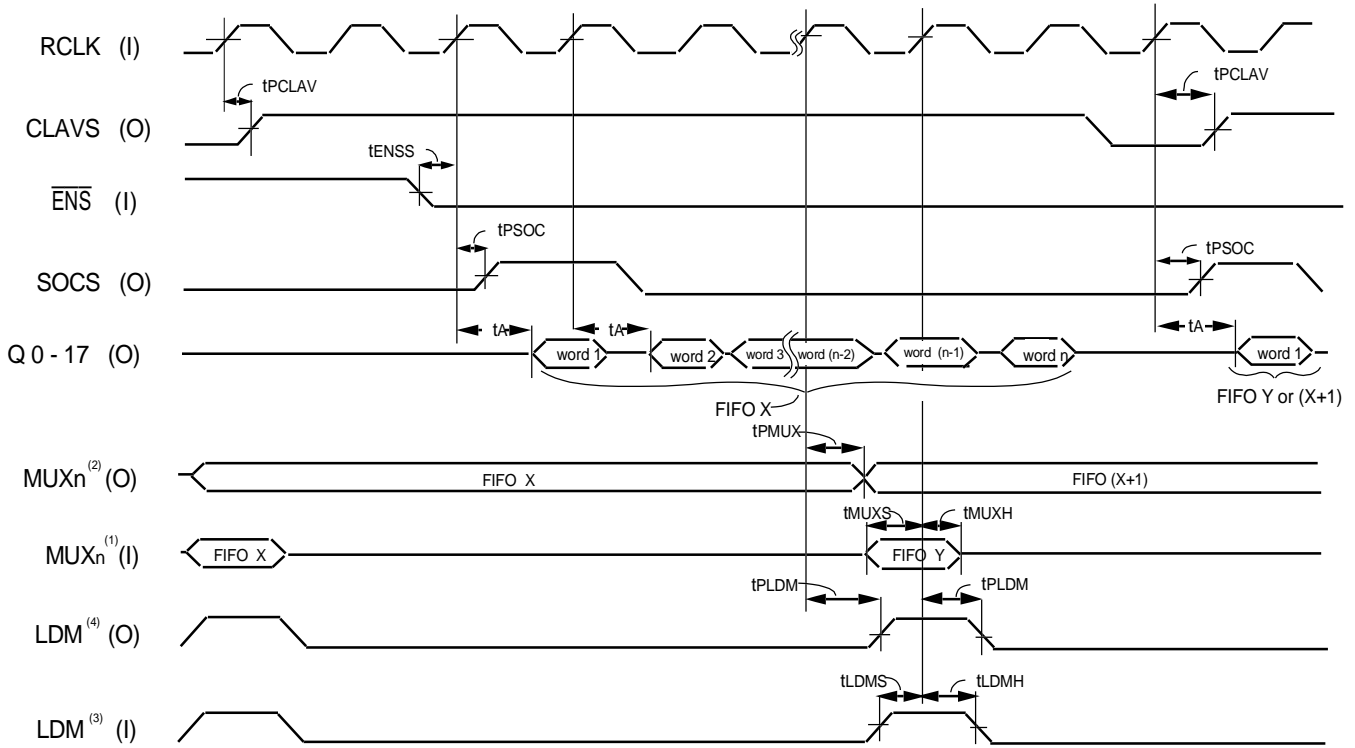 RCLK (I)
tPCLAV
tPCLAV
CLAVS (O)
tENSS
ENS (I)
tPSOC
tPSOC
SOCS (O)
tA
tA
tA
Q 0 - 17 (O)
word 1
word 2
word 3
word (n-2)
word (n-1)
word n
word 1
FIFO X
FIFO Y or (X+1)
tPMUX
MUXn (2) (O)
FIFO X
FIFO (X+1)
tMUXS
tMUXH
MUXn (1) (I)
FIFO X
FIFO Y
tPLDM
tPLDM
LDM (4) (O)
tLDMS
tLDMH
LDM (3) (I)